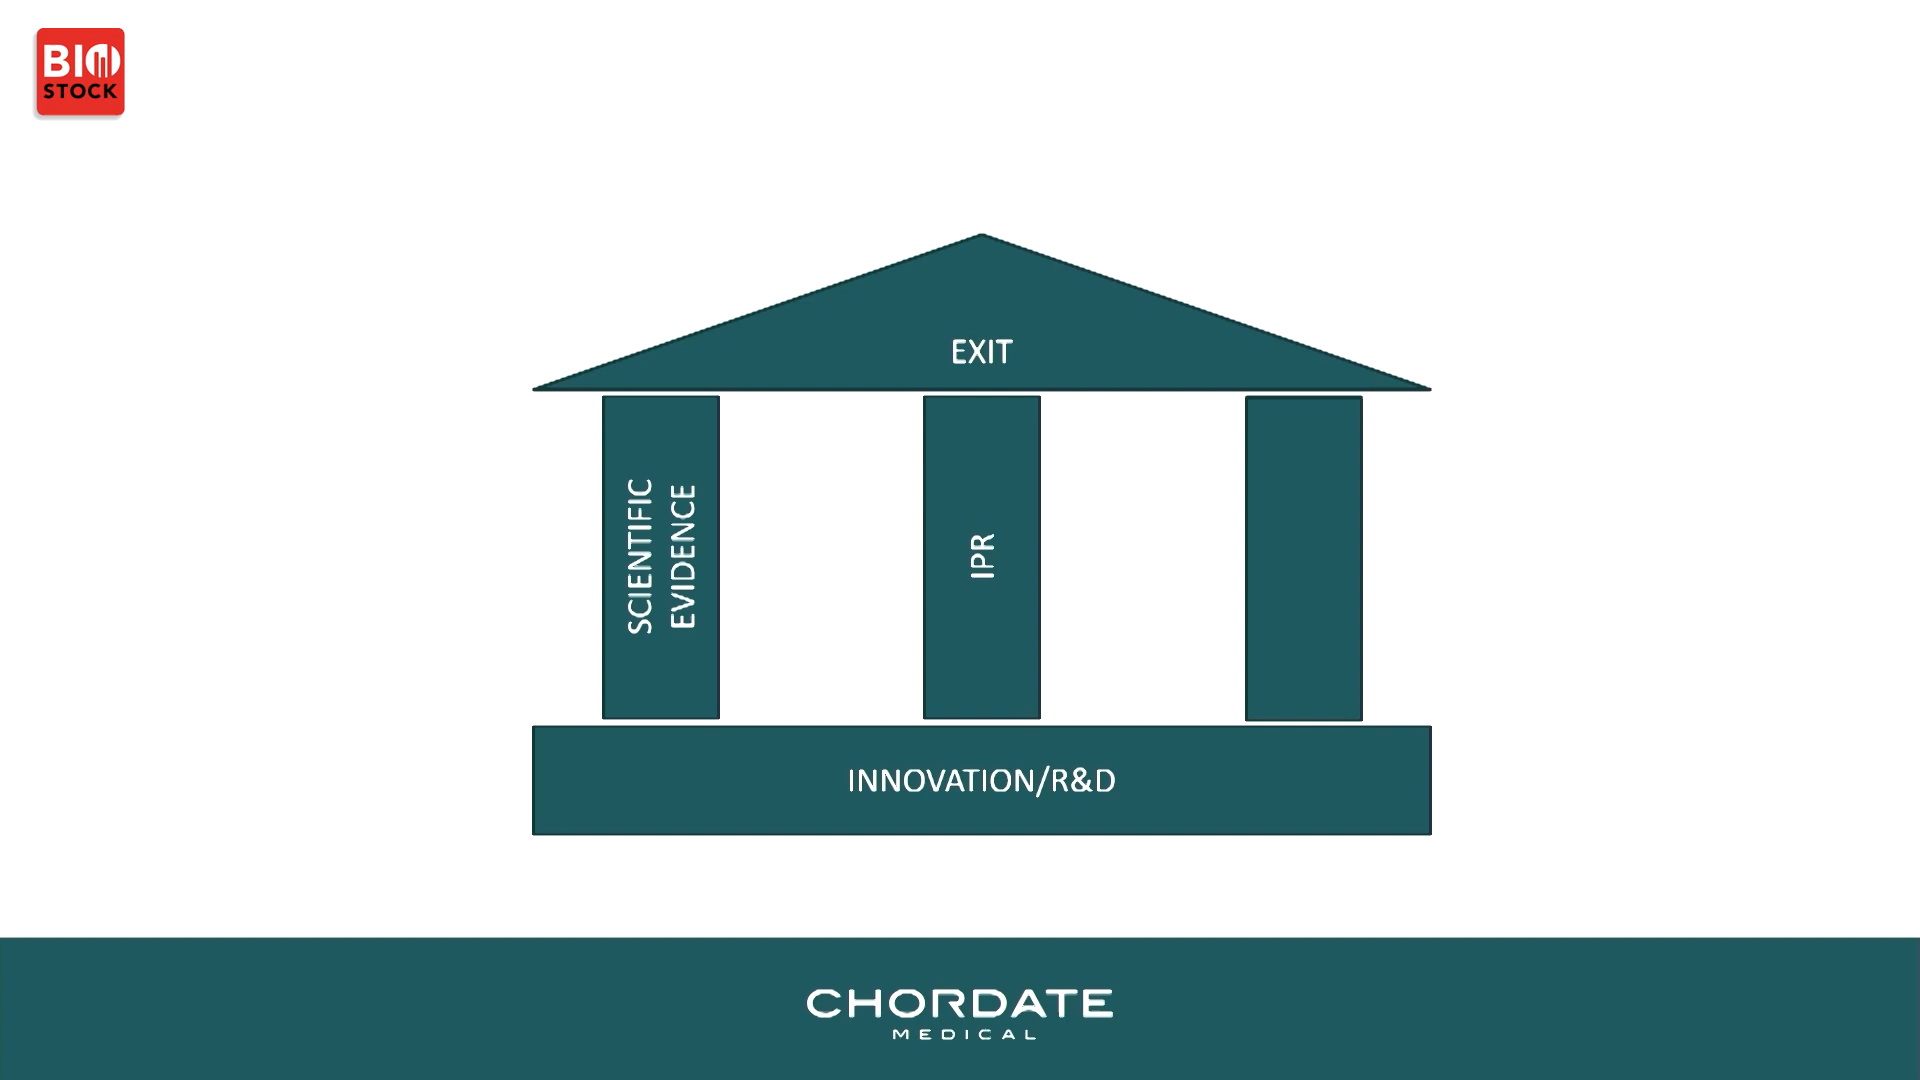 BIO
STOCK
EXIT
SCIENTIFIC
EVIDENCE
IPR
INNOVATION/R&D
CHORDATE
MEDICAL